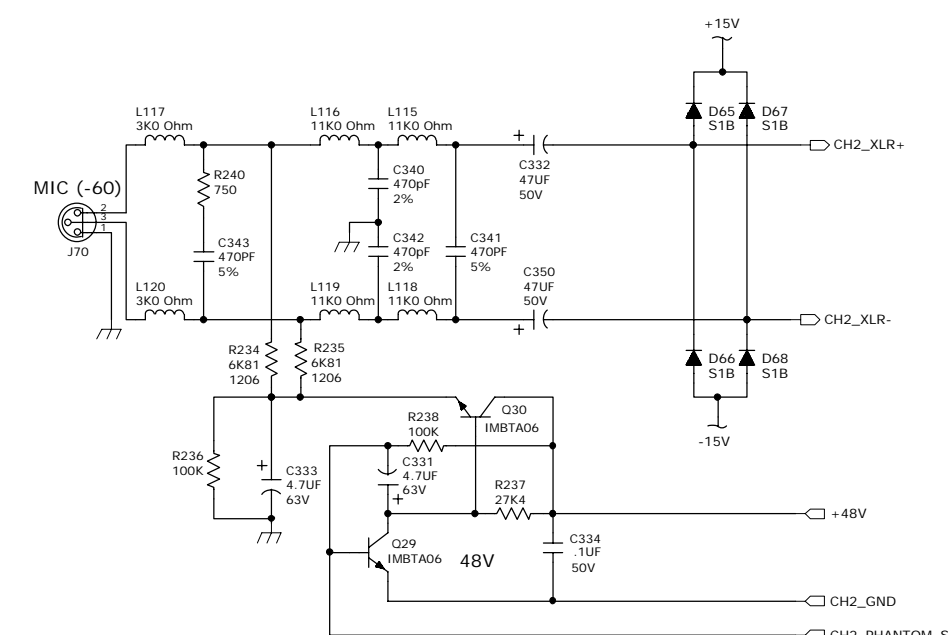 +15V
L117
3K0 Ohm
L116
11K0 Ohm
L115
11K0 Ohm
D65
S1B
D67
S1B
+
C332
47UF
50V
CH2_XLR+
R240
750
C340
470pF
2%
MIC (-60)
2
3
1
J70
C343
470PF
5%
C342
470pF
2%
C341
470PF
5%
C350
47UF
50V
+
L120
3K0 Ohm
L119
11K0 Ohm
L118
11K0 Ohm
CH2_XLR-
R234
6K81
1206
R235
6K81
1206
D66
S1B
D68
S1B
-15V
Q30
IMBTA06
R238
100K
R236
100K
+
C333
4.7UF
63V
C331
4.7UF
63V
+
R237
27K4
+48V
Q29
IMBTA06
48V
C334
.1UF
50V
CH2_GND